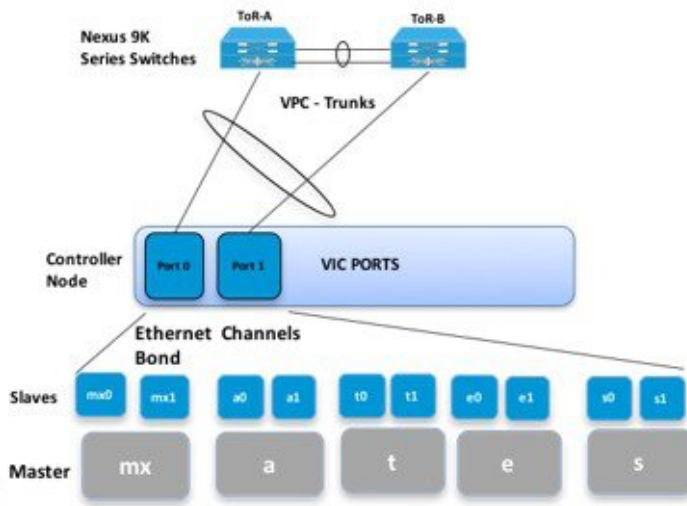 ToR-A
ToR-B
Nexus 9K
Series Switches
VPC - Trunks
Controller
Node
Port 0
Port 1
VIC PORTS
Ethernet Channels
Bond
Slaves
mx0
mx1
a0
a1
t0
t1
e0
e1
s0
s1
Master
mx
a
t
e
s